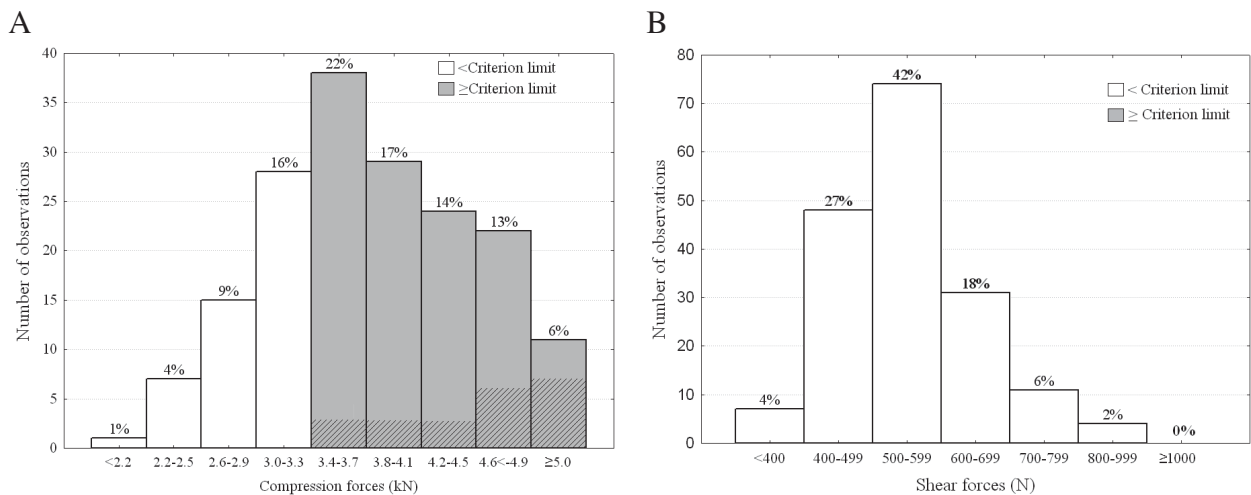 A
40
35
30
25
20
15
10
5
0
Number of observations
1%
4%
9%
16%
22%
17%
14%
13%
6%
<Criterion limit
≥Criterion limit
<2.2 2.2-2.5 2.6-2.9 3.0-3.3 3.4-3.7 3.8-4.1 4.2-4.5 4.6<-4.9 ≥5.0
Compression forces (kN)
B
80
70
60
50
40
30
20
10
0
Number of observations
4%
27%
42%
18%
6%
2%
0%
< Criterion limit
≥ Criterion limit
<400 400-499 500-599 600-699 700-799 800-999 ≥1000
Shear forces (N)